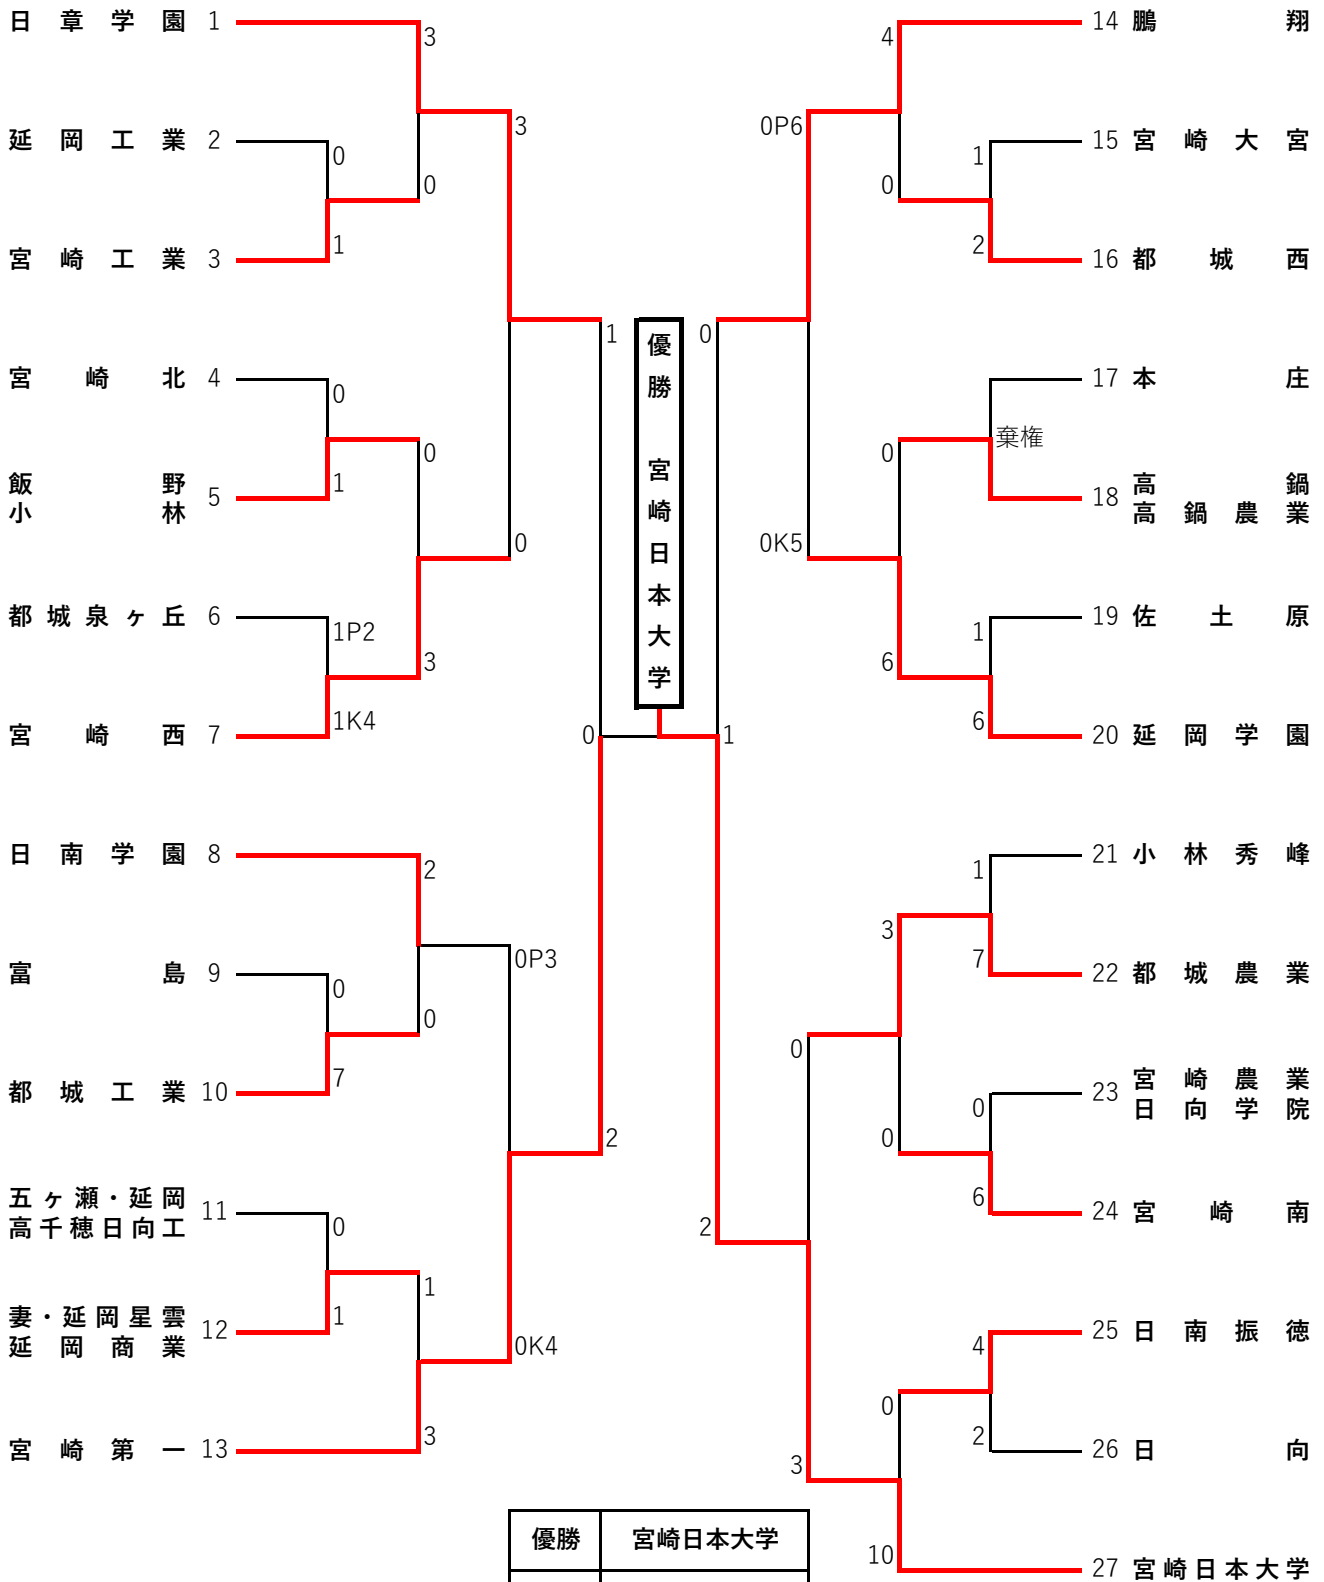 日章学園 1
延岡工業 2
宮崎工業 3
宮崎北 4
飯野
小林 5
都城泉ヶ丘 6
宮崎西 7
日南学園 8
富島 9
都城工業 10
五ヶ瀬・延岡
高千穂日向工 11
妻・延岡星雲
延岡商業 12
宮崎第一 13
3
0
1
0
0
1
0
1P2
1K4
3
3
0
2
0
7
0
0
1
1
3
0P3
0K4
1
2
0
優勝 宮崎日本大学
1
0
2
0P6
0K5
0
3
4
0
1
2
0
棄権
6
1
6
3
1
7
0
0
6
0
4
2
10
14 鵬翔
15 宮崎大宮
16 都城西
17 本庄
18 高鍋
高鍋農業
19 佐土原
20 延岡学園
21 小林秀峰
22 都城農業
23 宮崎農業
日向学院
24 宮崎南
25 日南振徳
26 日向
27 宮崎日本大学
優勝 宮崎日本大学